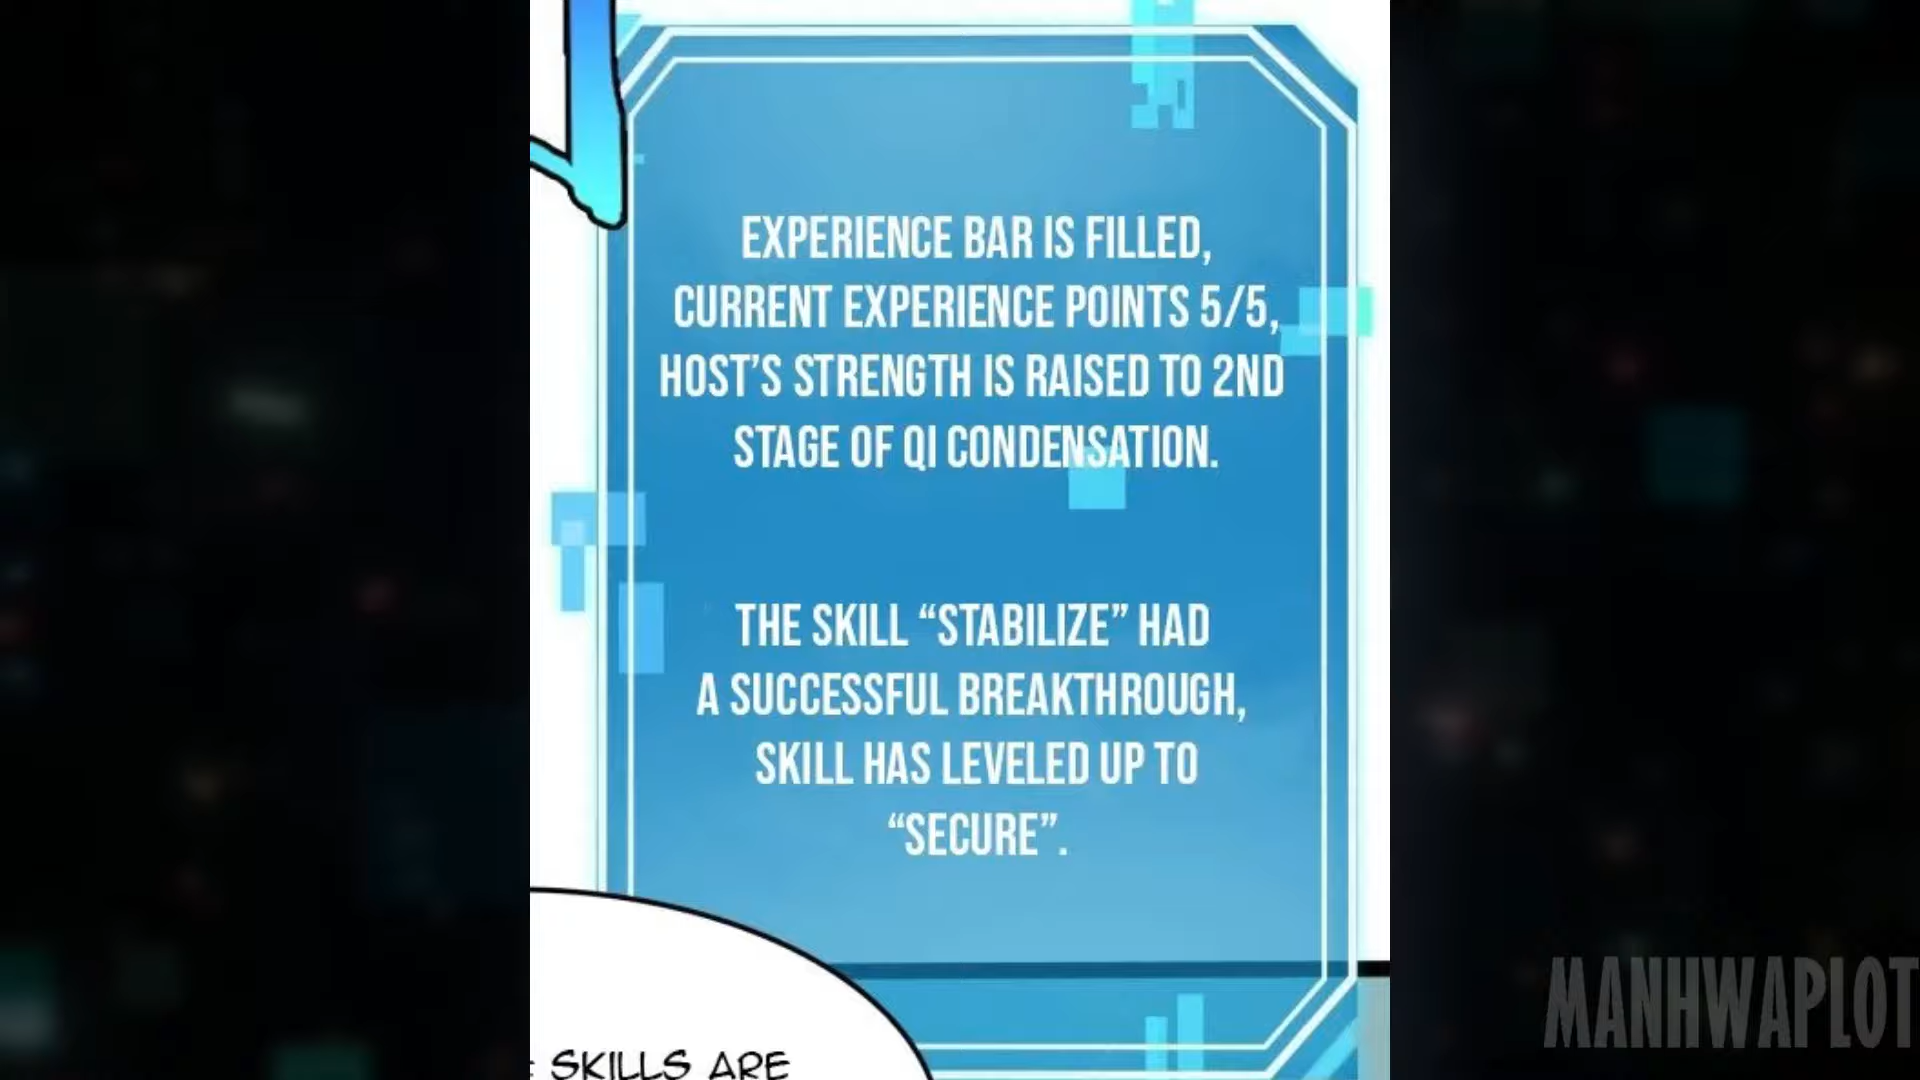 EXPERIENCE BAR IS FILLED,
CURRENT EXPERIENCE POINTS 5/5,
HOST'S STRENGTH IS RAISED TO 2ND
STAGE OF QI CONDENSATION.
THE SKILL “STABILIZE” HAD
A SUCCESSFUL BREAKTHROUGH,
SKILL HAS LEVELED UP TO
“SECURE”.
SKILLS ARE
MANHWAPLOT